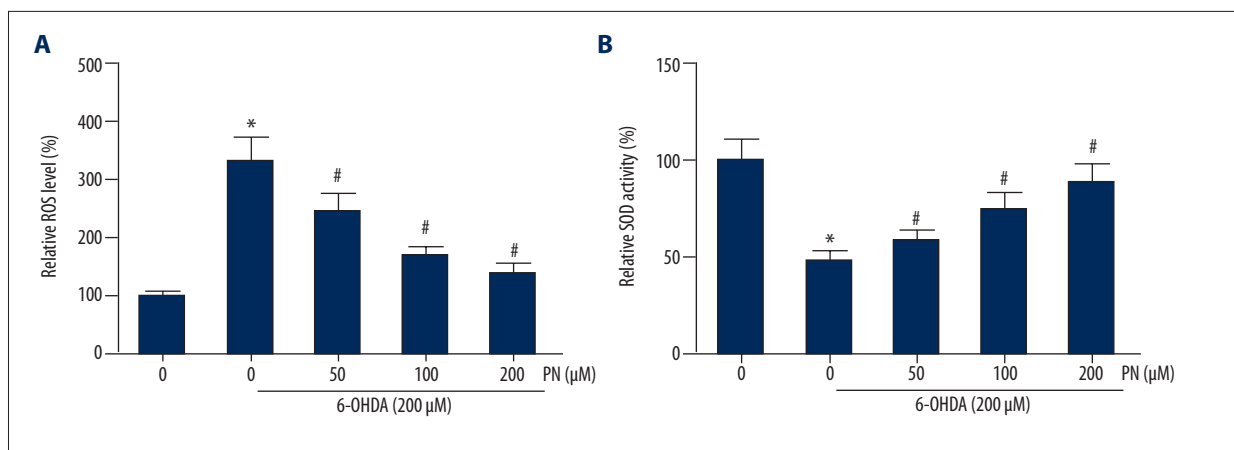 A
Relative ROS level (%)
500
400
300
200
100
0
*
#
#
#
0 0 50 100 200 PN (μM)
6-OHDA (200 μM)
B
Relative SOD activity (%)
150
100
50
0
*
#
#
#
0 0 50 100 200 PN (μM)
6-OHDA (200 μM)